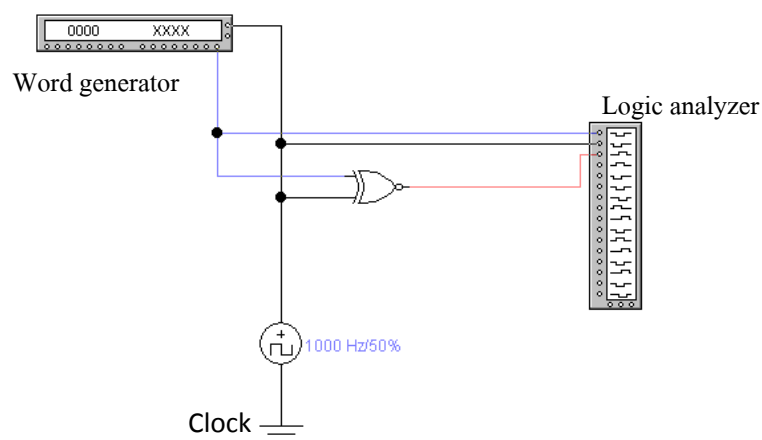 0000 XXXX
Word generator
Logic analyzer
1000 Hz/50%
Clock